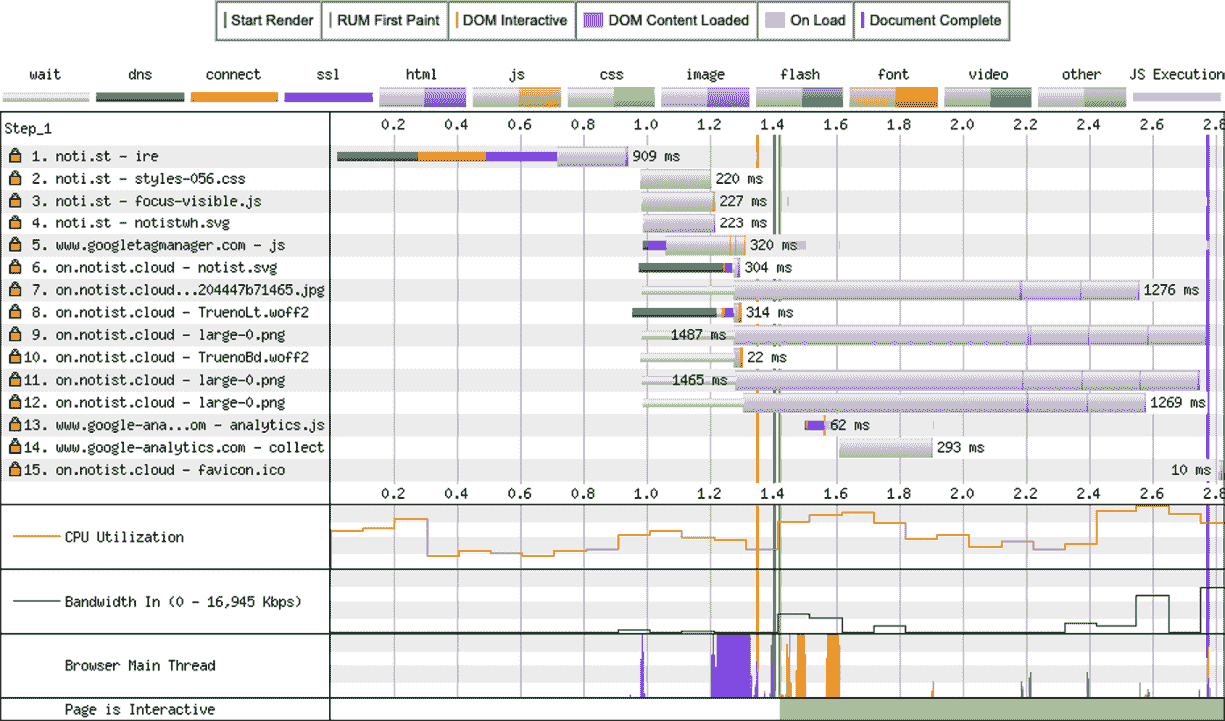 Start Render RUM First Paint DOM Interactive DOM Content Loaded On Load Document Complete
wait dns connect ssl html js css image flash font video other JS Execution
Step_1 0.2 0.4 0.6 0.8 1.0 1.2 1.4 1.6 1.8 2.0 2.2 2.4 2.6 2.8
1. noti.st - ire 909 ms
2. noti.st - styles-056.css 220 ms
3. noti.st - focus-visible.js 227 ms
4. noti.st - notistwh.svg 223 ms
5. www.googletagmanager.com - js 320 ms
6. on.notist.cloud - notist.svg 304 ms
7. on.notist.cloud...204447b71465.jpg 1276 ms
8. on.notist.cloud - TruenoLt.woff2 314 ms
9. on.notist.cloud - large-0.png 1487 ms
10. on.notist.cloud - TruenoBd.woff2 22 ms
11. on.notist.cloud - large-0.png 1465 ms
12. on.notist.cloud - large-0.png 1269 ms
13. www.google-ana...om - analytics.js 62 ms
14. www.google-analytics.com - collect 293 ms
15. on.notist.cloud - favicon.ico 10 ms
0.2 0.4 0.6 0.8 1.0 1.2 1.4 1.6 1.8 2.0 2.2 2.4 2.6 2.8
CPU Utilization
Bandwidth In (0 - 16,945 Kbps)
Browser Main Thread
Page is Interactive